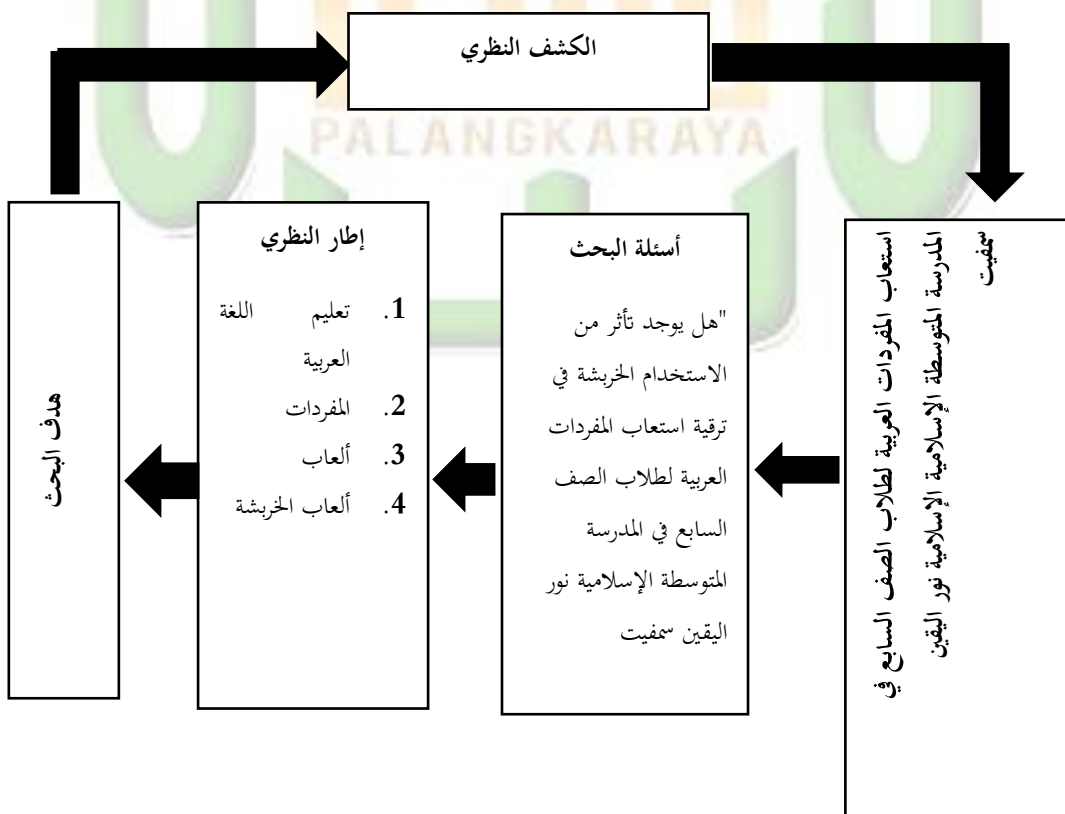 الكشف النظري
PALANGKARAYA
استعاب المفردات العربية لطلاب الصف السابع في
المدرسة المتوسطة الإسلامية الإسلامية نور اليقين
سمفيت
أسئلة البحث
"هل يوجد تأثر من
الاستخدام الخربشة في
ترقية استعاب المفردات
العربية لطلاب الصف
السابع في المدرسة
المتوسطة الإسلامية نور
اليقين سمفيت
إطار النظري
1. تعليم اللغة
العربية
2. المفردات
3. ألعاب
4. ألعاب الخربشة
هدف البحث